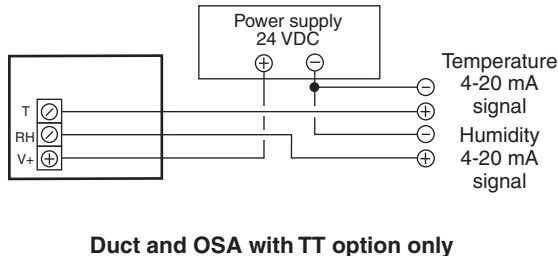 Power supply
24 VDC
+ −
Temperature
4-20 mA
signal
−
+
T
RH
V+
+
−
+
Humidity
4-20 mA
signal
Duct and OSA with TT option only